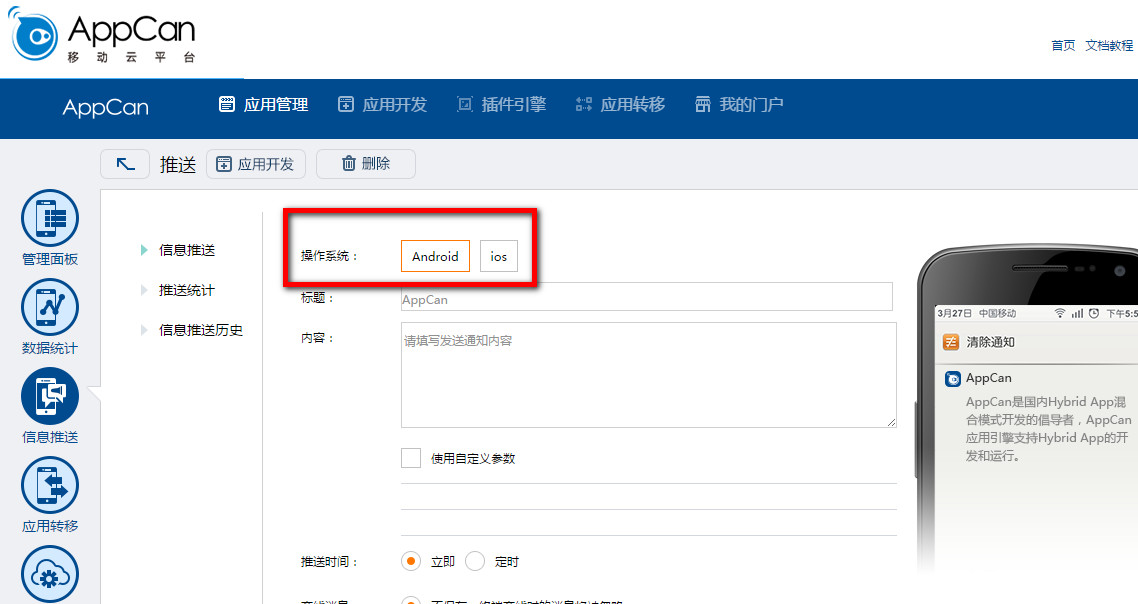 AppCan
移动云平台
首页 文档教程
AppCan 应用管理 应用开发 插件引擎 应用转移 我的门户
推送 应用开发 删除
管理面板
数据统计
信息推送
应用转移
信息推送
推送统计
信息推送历史
操作系统： Android ios
标题： AppCan
内容： 请填写发送通知内容
使用自定义参数
推送时间： 立即 定时
3月27日 中国移动 下午5:5
清除通知
AppCan
AppCan是国内Hybrid App混
合模式开发的倡导者，AppCan
应用引擎支持Hybrid App的开
发和运行。